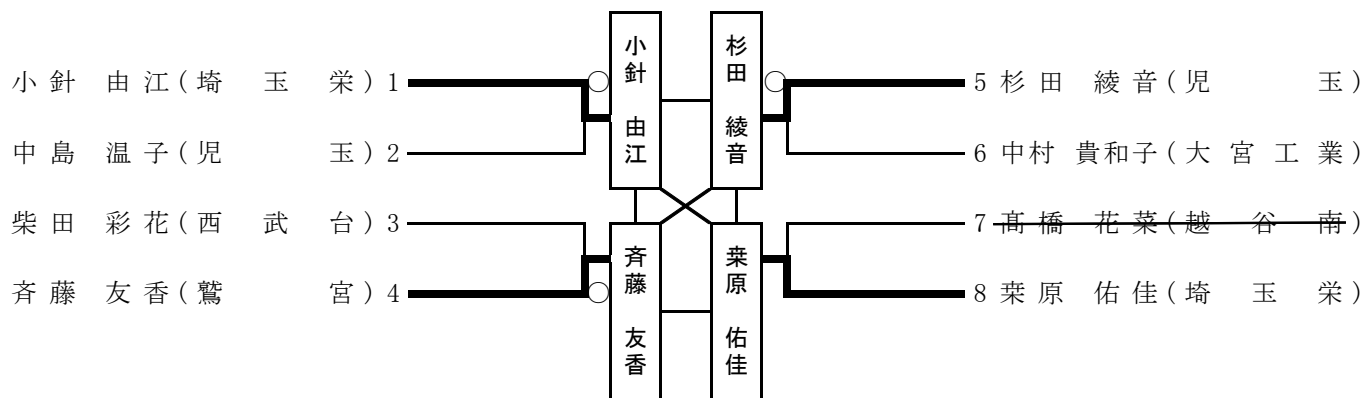 小針 由江(埼玉栄) 1
中島 温子(児玉) 2
柴田 彩花(西武台) 3
斉藤 友香(鷲宮) 4
小針 由江
斉藤 友香
杉田 綾音
桒原 佑佳
5 杉田 綾音(児玉)
6 中村 貴和子(大宮工業)
7 髙橋 花菜(越谷南)
8 桒原 佑佳(埼玉栄)